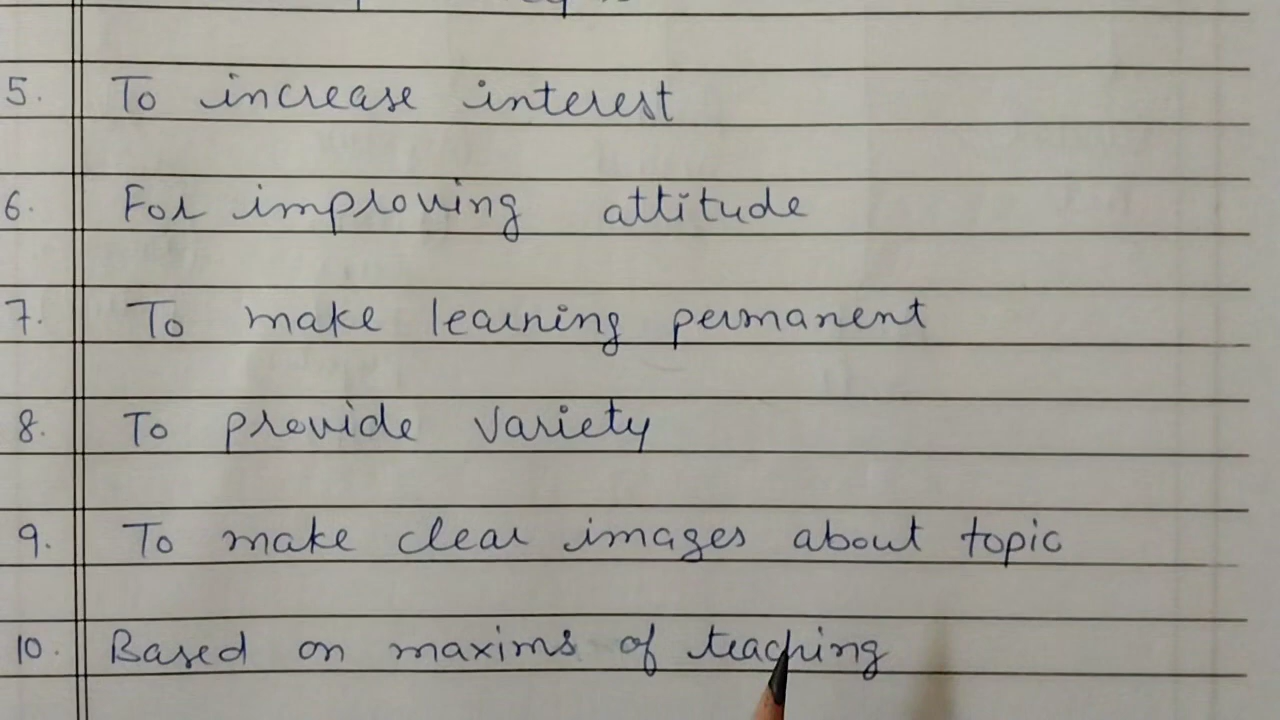 5. To increase interest
6. For improving attitude
7. To make learning permanent
8. To provide variety
9. To make clear images about topic
10. Based on maxims of teaching